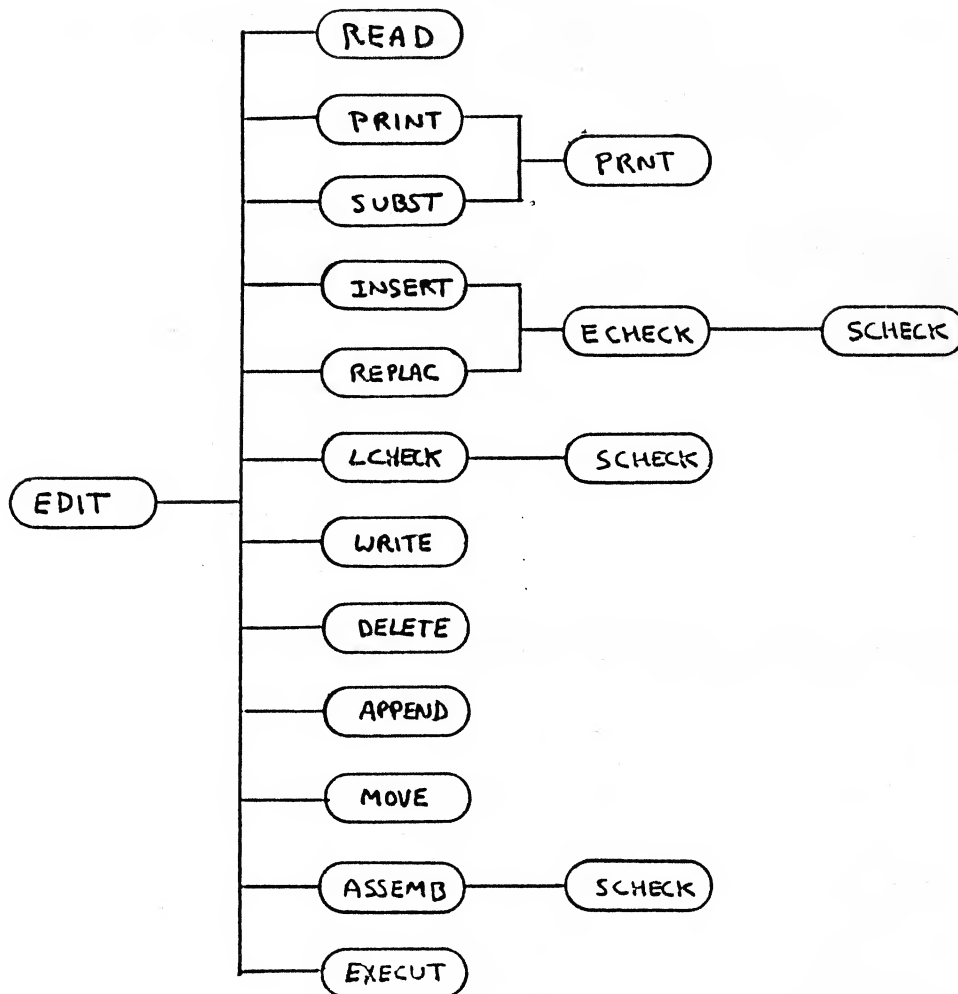 READ
PRINT
PRNT
SUBST
INSERT
ECHECK
SCHECK
REPLAC
LCHECK
SCHECK
EDIT
WRITE
DELETE
APPEND
MOVE
ASSEMB
SCHECK
EXECUT